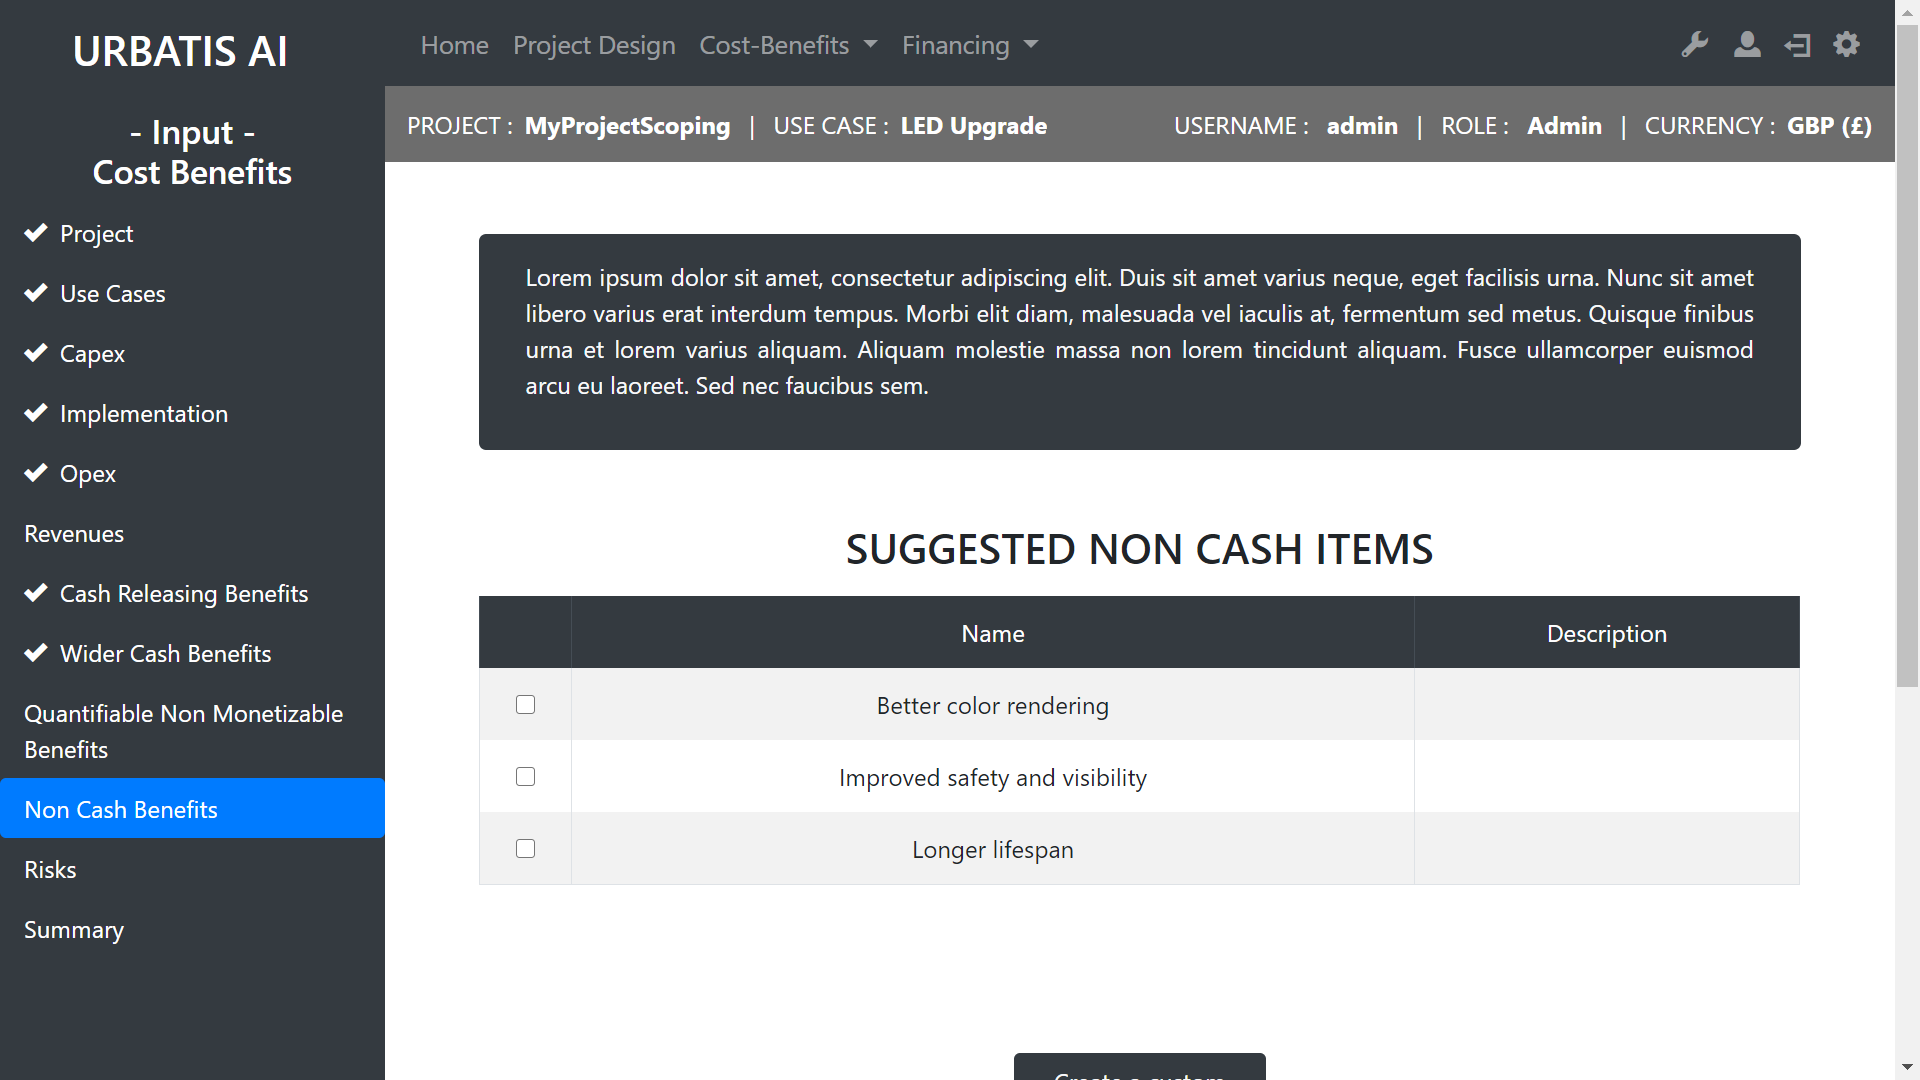 URBATIS AI
- Input -
Cost Benefits
Project
Use Cases
Capex
Implementation
Opex
Revenues
Cash Releasing Benefits
Wider Cash Benefits
Quantifiable Non Monetizable
Benefits
Non Cash Benefits
Risks
Summary
Home Project Design Cost-Benefits Financing
PROJECT : MyProjectScoping | USE CASE : LED Upgrade USERNAME : admin | ROLE : Admin | CURRENCY : GBP (£)
Lorem ipsum dolor sit amet, consectetur adipiscing elit. Duis sit amet varius neque, eget facilisis urna. Nunc sit amet
libero varius erat interdum tempus. Morbi elit diam, malesuada vel iaculis at, fermentum sed metus. Quisque finibus
urna et lorem varius aliquam. Aliquam molestie massa non lorem tincidunt aliquam. Fusce ullamcorper euismod
arcu eu laoreet. Sed nec faucibus sem.
SUGGESTED NON CASH ITEMS
Name Description
Better color rendering
Improved safety and visibility
Longer lifespan
Create a custom